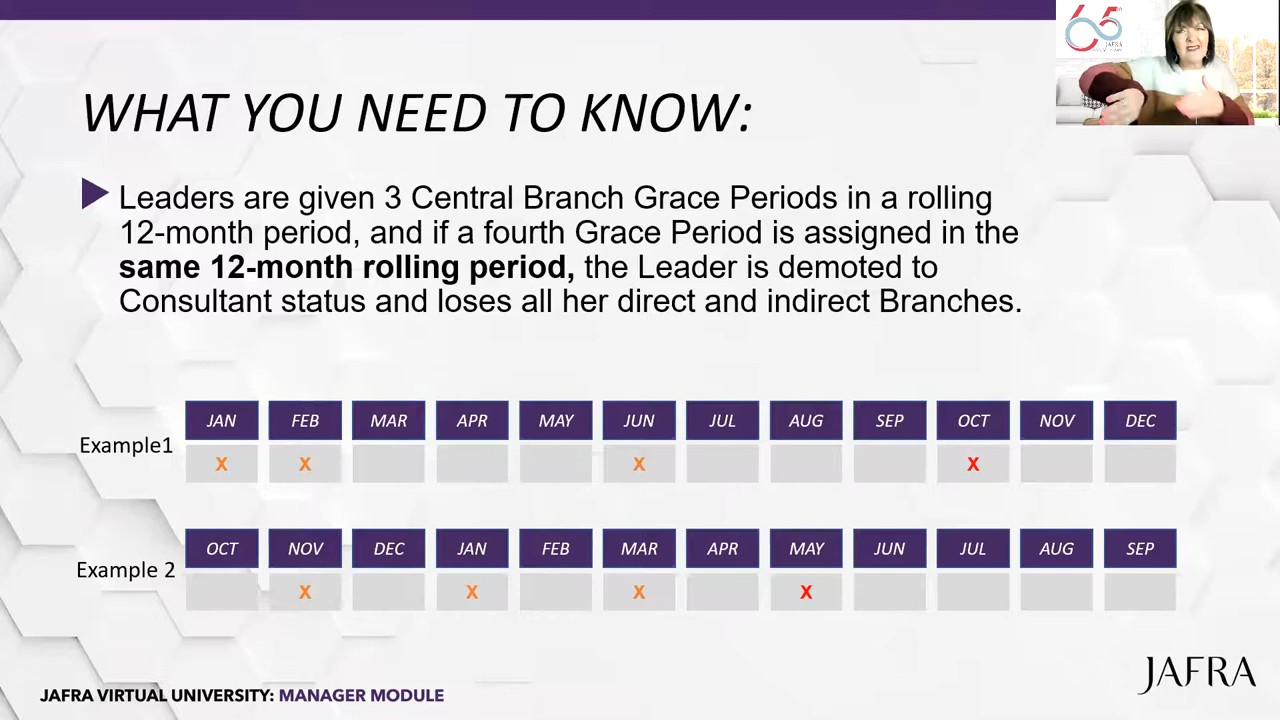 65
JAFRA
WHAT YOU NEED TO KNOW:
Leaders are given 3 Central Branch Grace Periods in a rolling
12-month period, and if a fourth Grace Period is assigned in the
same 12-month rolling period, the Leader is demoted to
Consultant status and loses all her direct and indirect Branches.
JAN FEB MAR APR MAY JUN JUL AUG SEP OCT NOV DEC
Example1
X X X X
OCT NOV DEC JAN FEB MAR APR MAY JUN JUL AUG SEP
Example 2
X X X X
JAFRA
JAFRA VIRTUAL UNIVERSITY: MANAGER MODULE